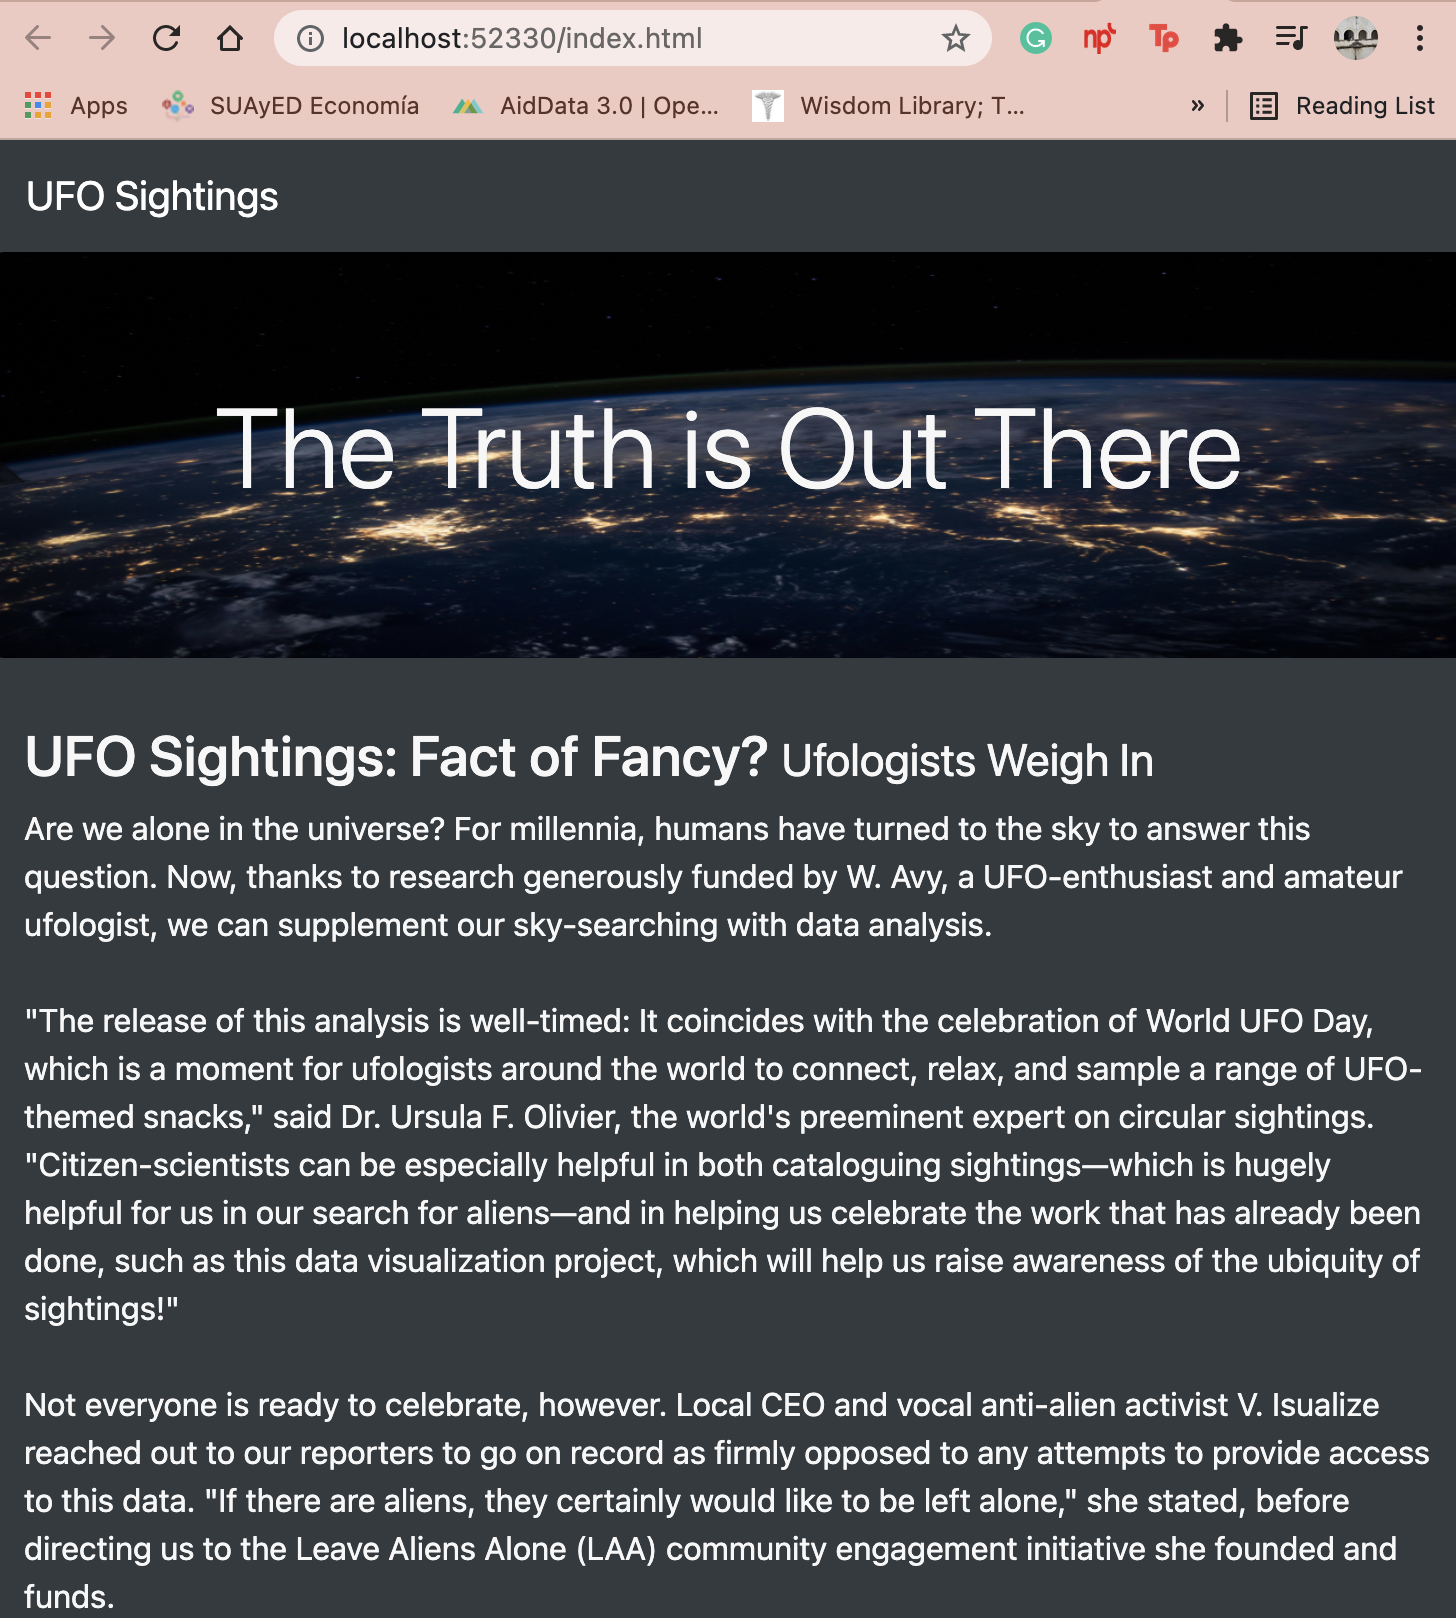 localhost:52330/index.html
Apps
SUAyED Economía
AidData 3.0 | Ope...
Wisdom Library; T...
»
Reading List
UFO Sightings
The Truth is Out There
UFO Sightings: Fact of Fancy? Ufologists Weigh In
Are we alone in the universe? For millennia, humans have turned to the sky to answer this
question. Now, thanks to research generously funded by W. Avy, a UFO-enthusiast and amateur
ufologist, we can supplement our sky-searching with data analysis.
"The release of this analysis is well-timed: It coincides with the celebration of World UFO Day,
which is a moment for ufologists around the world to connect, relax, and sample a range of UFO-
themed snacks," said Dr. Ursula F. Olivier, the world's preeminent expert on circular sightings.
"Citizen-scientists can be especially helpful in both cataloguing sightings—which is hugely
helpful for us in our search for aliens—and in helping us celebrate the work that has already been
done, such as this data visualization project, which will help us raise awareness of the ubiquity of
sightings!"
Not everyone is ready to celebrate, however. Local CEO and vocal anti-alien activist V. Isualize
reached out to our reporters to go on record as firmly opposed to any attempts to provide access
to this data. "If there are aliens, they certainly would like to be left alone," she stated, before
directing us to the Leave Aliens Alone (LAA) community engagement initiative she founded and
funds.